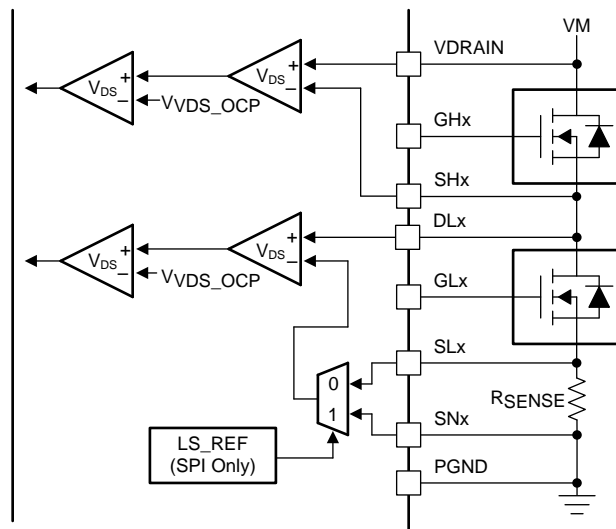 VM
VDRAIN
+
VDS
−
VVDS_OCP
+
VDS
−
GHx
SHx
DLx
+
VDS
−
VVDS_OCP
+
VDS
−
GLx
SLx
0
1
RSENSE
SNx
LS_REF
(SPI Only)
PGND